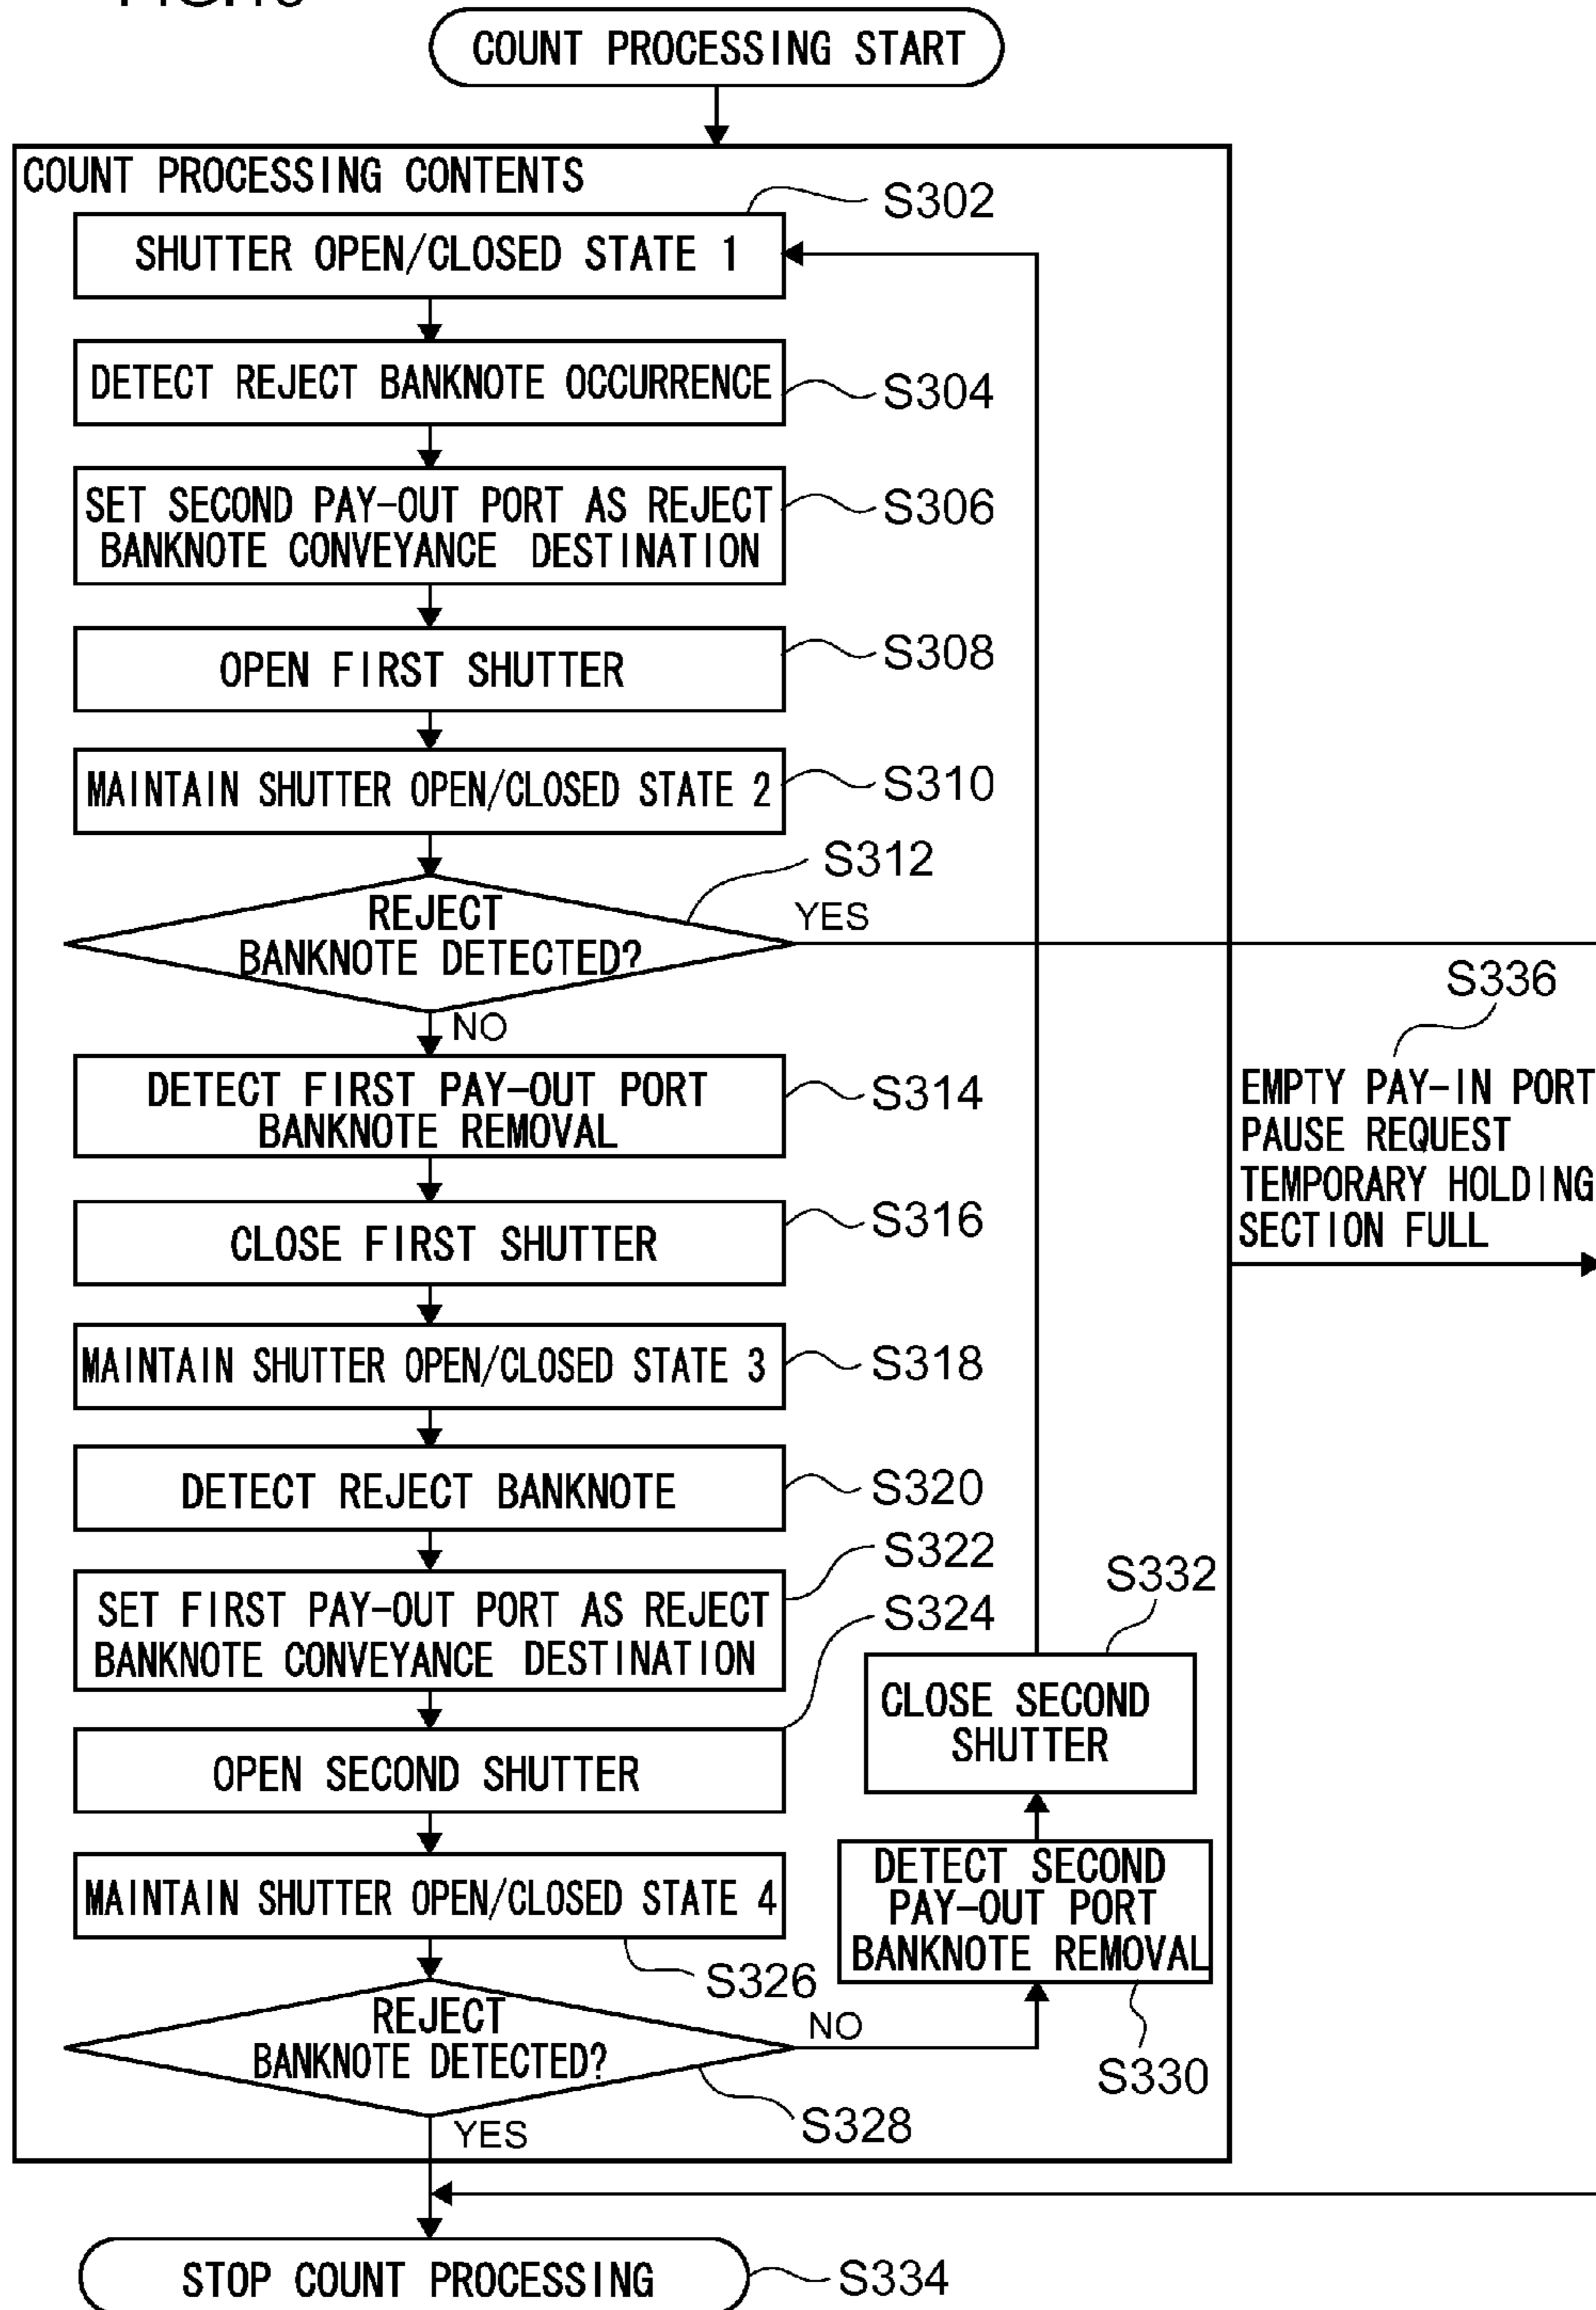 COUNT PROCESSING START
COUNT PROCESSING CONTENTS
S302
SHUTTER OPEN/CLOSED STATE 1
DETECT REJECT BANKNOTE OCCURRENCE
S304
SET SECOND PAY-OUT PORT AS REJECT
BANKNOTE CONVEYANCE DESTINATION
S306
OPEN FIRST SHUTTER
S308
MAINTAIN SHUTTER OPEN/CLOSED STATE 2
S310
S312
REJECT
BANKNOTE DETECTED?
YES
NO
S336
EMPTY PAY-IN PORT
PAUSE REQUEST
TEMPORARY HOLDING
SECTION FULL
DETECT FIRST PAY-OUT PORT
BANKNOTE REMOVAL
S314
CLOSE FIRST SHUTTER
S316
MAINTAIN SHUTTER OPEN/CLOSED STATE 3
S318
DETECT REJECT BANKNOTE
S320
SET FIRST PAY-OUT PORT AS REJECT
BANKNOTE CONVEYANCE DESTINATION
S322
S324
OPEN SECOND SHUTTER
S332
CLOSE SECOND
SHUTTER
MAINTAIN SHUTTER OPEN/CLOSED STATE 4
S326
DETECT SECOND
PAY-OUT PORT
BANKNOTE REMOVAL
S330
REJECT
BANKNOTE DETECTED?
NO
S328
YES
STOP COUNT PROCESSING
S334